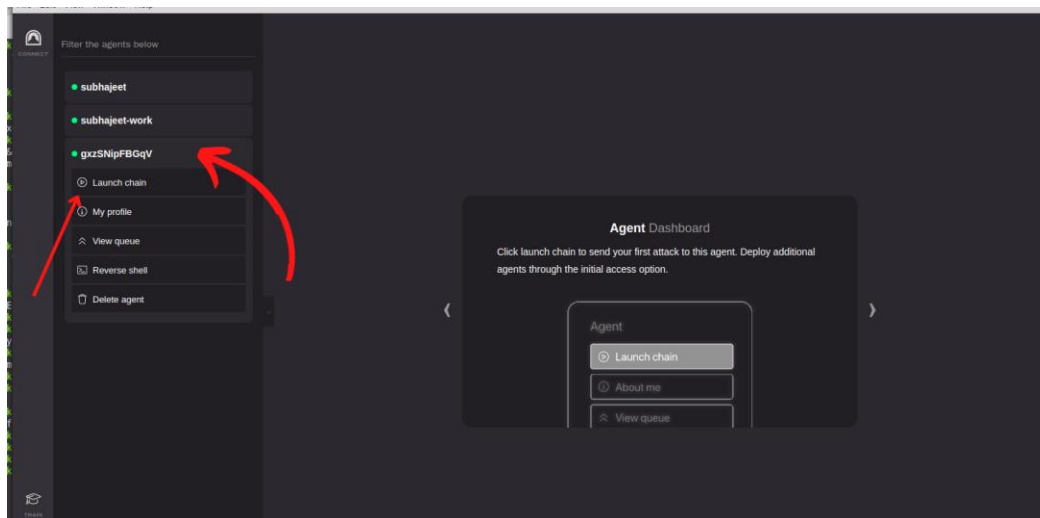 CONNECT
Filter the agents below
subhajeet
subhajeet-work
gxzSNipFBGqV
Launch chain
My profile
View queue
Reverse shell
Delete agent
Agent Dashboard
Click launch chain to send your first attack to this agent. Deploy additional
agents through the initial access option.
Agent
Launch chain
About me
View queue